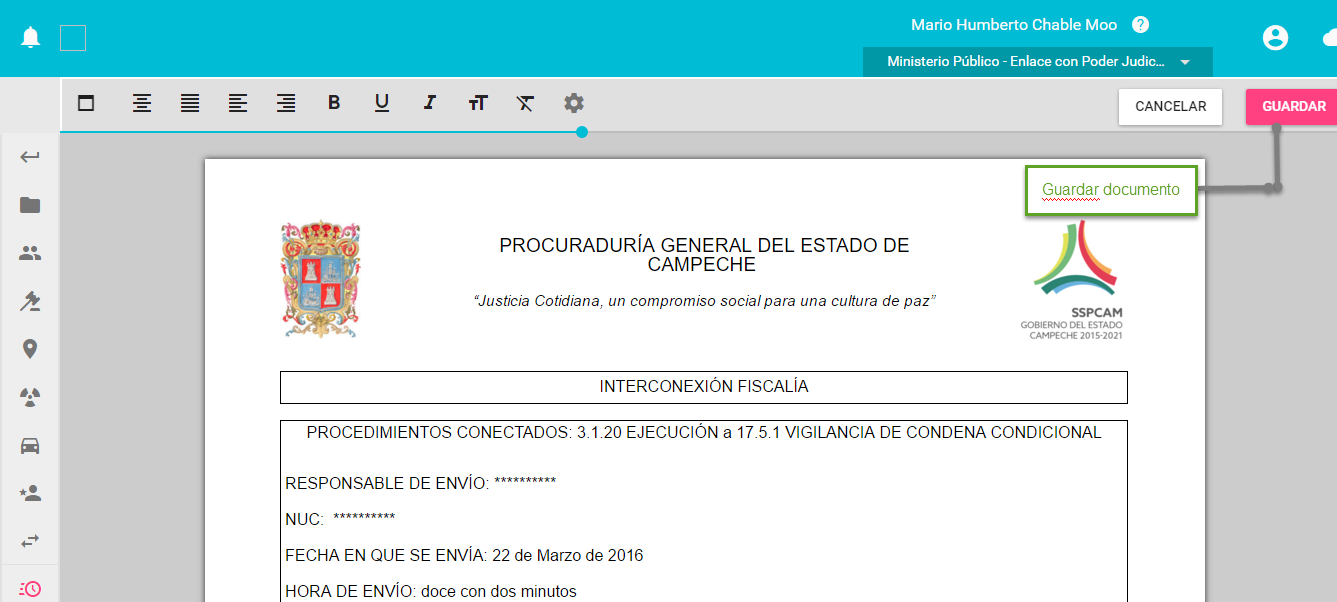 Mario Humberto Chable Moo ?
Ministerio Público - Enlace con Poder Judic...
B U I TT T
CANCELAR
GUARDAR
Guardar documento
PROCURADURÍA GENERAL DEL ESTADO DE
CAMPECHE
“Justicia Cotidiana, un compromiso social para una cultura de paz”
SSPCAM
GOBIERNO DEL ESTADO
CAMPECHE 2015-2021
INTERCONEXIÓN FISCALÍA
PROCEDIMIENTOS CONECTADOS: 3.1.20 EJECUCIÓN a 17.5.1 VIGILANCIA DE CONDENA CONDICIONAL
RESPONSABLE DE ENVÍO: **********
NUC: **********
FECHA EN QUE SE ENVÍA: 22 de Marzo de 2016
HORA DE ENVÍO: doce con dos minutos